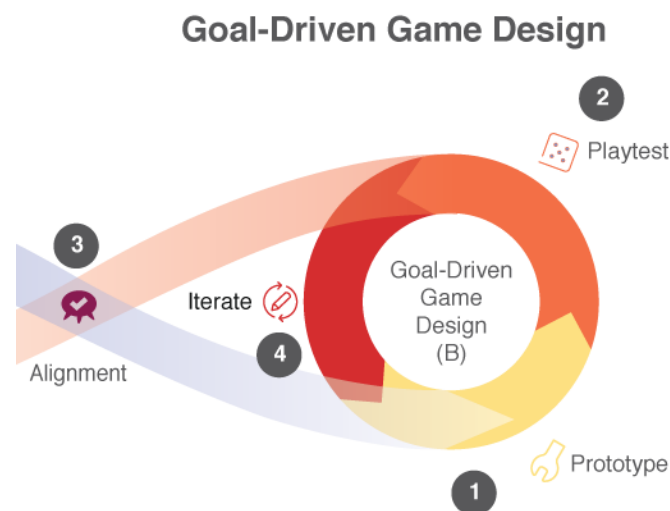 Goal-Driven Game Design
2
Playtest
3
Alignment
Iterate
4
Goal-Driven
Game
Design
(B)
Prototype
1